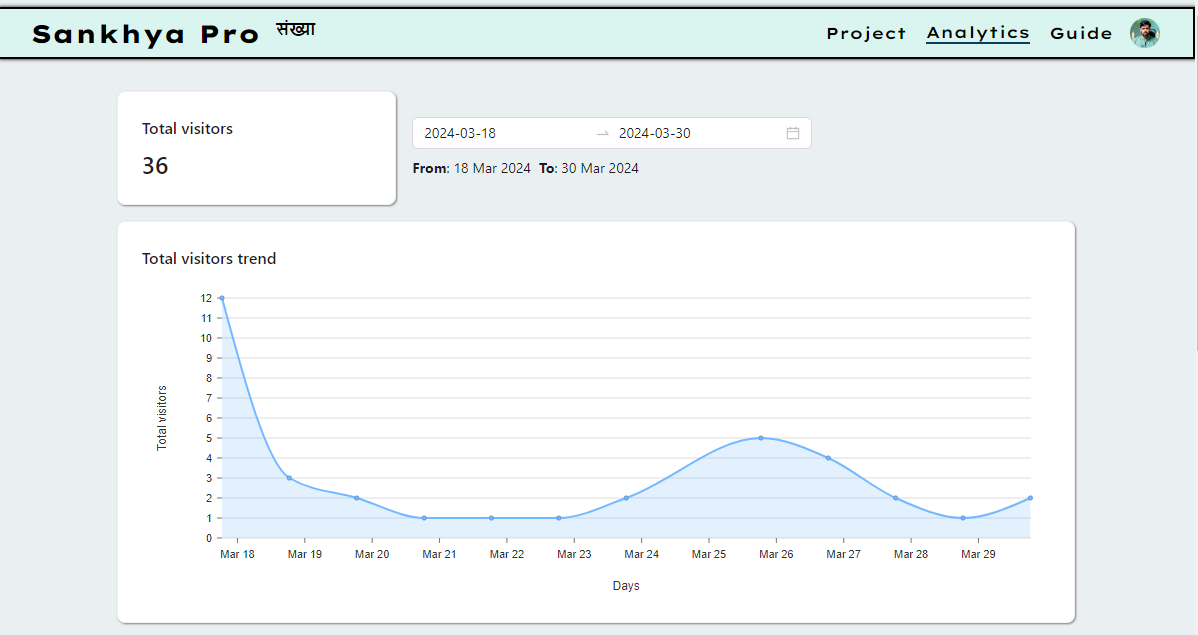 Sankhya Pro संख्या
Project Analytics Guide
Total visitors
36
2024-03-18 → 2024-03-30
From: 18 Mar 2024 To: 30 Mar 2024
Total visitors trend
12
11
10
9
8
7
6
5
4
3
2
1
0
Total visitors
Mar 18 Mar 19 Mar 20 Mar 21 Mar 22 Mar 23 Mar 24 Mar 25 Mar 26 Mar 27 Mar 28 Mar 29
Days